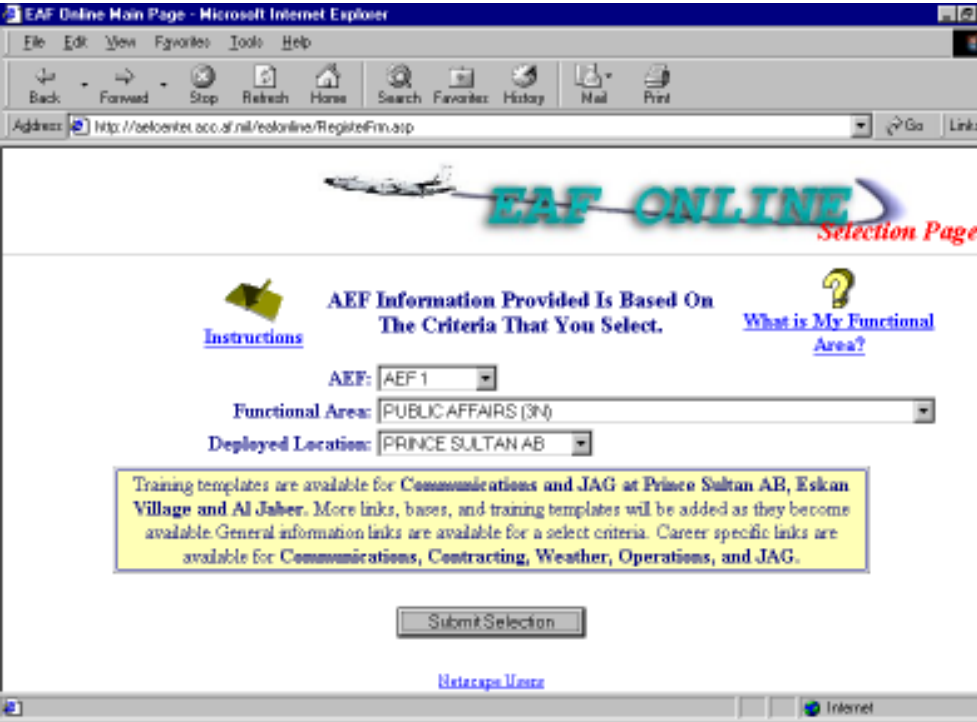 EAF Online Main Page - Microsoft Internet Explorer
File Edit View Favorites Tools Help
Back Forward Stop Refresh Home Search Favorites History Mail Print
Address http://aefcenter.acc.af.mil/eafonline/RegisterFrm.asp Go Links
EAF ONLINE
Selection Page
AEF Information Provided Is Based On
The Criteria That You Select.
Instructions
What is My Functional
Area?
AEF: AEF 1
Functional Area: PUBLIC AFFAIRS (3N)
Deployed Location: PRINCE SULTAN AB
Training templates are available for Communications and JAG at Prince Sultan AB, Eskan
Village and Al Jaber. More links, bases, and training templates will be added as they become
available.General information links are available for a select criteria. Career specific links are
available for Communications, Contracting, Weather, Operations, and JAG.
Submit Selection
Netscape Users
Internet